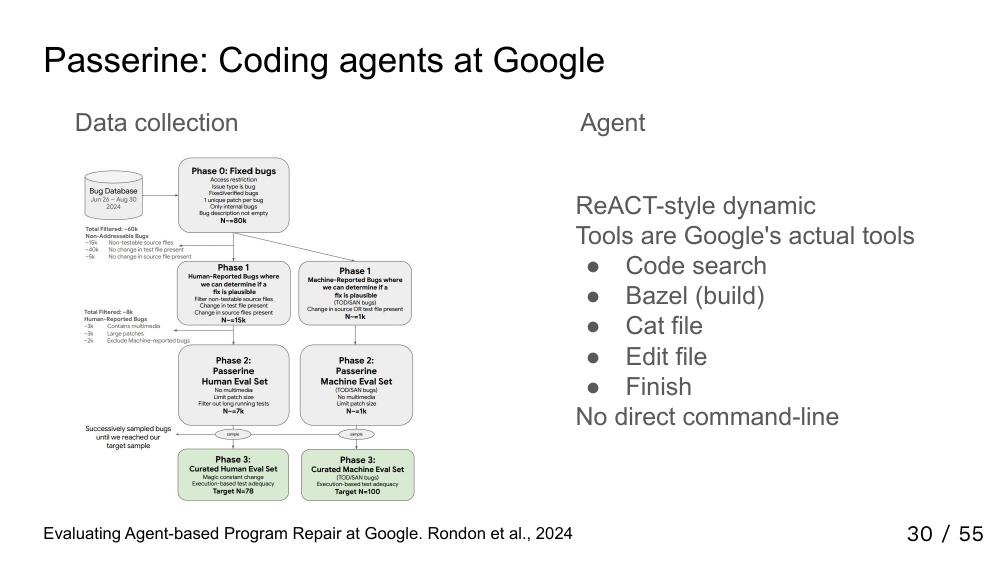 Passerine: Coding agents at Google
Data collection
Bug Database
Jun 26 – Aug 30
2024
Phase 0: Fixed bugs
Access restriction
Issue type is bug
Fixed/verified bugs
1 unique patch per bug
Only internal bugs
Bug description not empty
N~=80k
Total Filtered: ~60k
Non-Addressable Bugs
~15k Non-testable source files
~40k No change in test file present
~5k No change in source file present
Phase 1
Human-Reported Bugs where
we can determine if a
fix is plausible
Filter non-testable source files
Change in test file present
Change in source files present
N~=15k
Phase 1
Machine-Reported Bugs where
we can determine if a
fix is plausible
(TOD/SAN bugs)
Change in source OR test file present
N~=1k
Total Filtered: ~8k
Human-Reported Bugs
~3k Contains multimedia
~3k Large patches
~2k Exclude Machine-reported bugs
Phase 2:
Passerine
Human Eval Set
No multimedia
Limit patch size
Filter out long running tests
N~=7k
Phase 2:
Passerine
Machine Eval Set
(TOD/SAN bugs)
No multimedia
Limit patch size
N~=1k
Successively sampled bugs
until we reached our
target sample
sample
sample
Phase 3:
Curated Human Eval Set
Magic constant change
Execution-based test adequacy
Target N=78
Phase 3:
Curated Machine Eval Set
(TOD/SAN bugs)
Execution-based test adequacy
Target N=100
Agent
ReACT-style dynamic
Tools are Google's actual tools
● Code search
● Bazel (build)
● Cat file
● Edit file
● Finish
No direct command-line
Evaluating Agent-based Program Repair at Google. Rondon et al., 2024
30 / 55